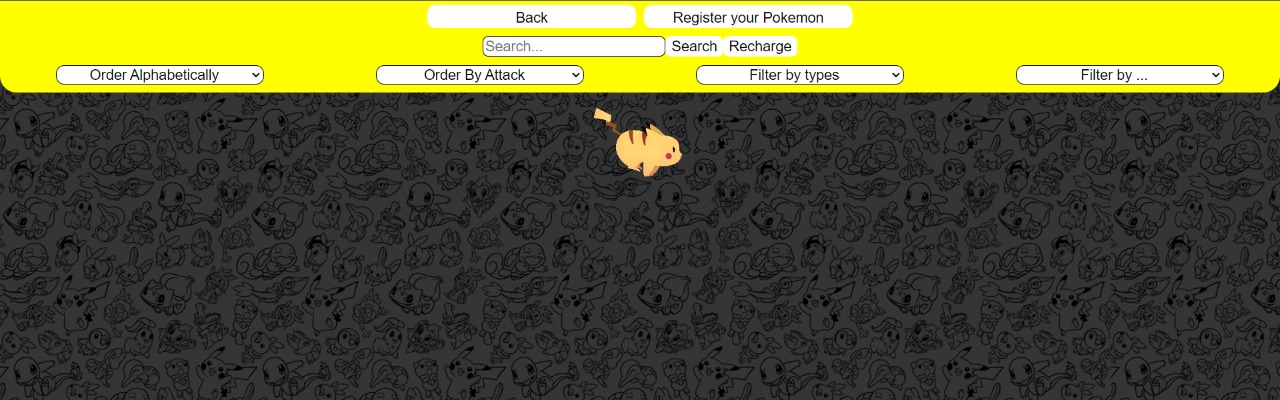 Back Register your Pokemon
Search... Search Recharge
Order Alphabetically Order By Attack Filter by types Filter by ...